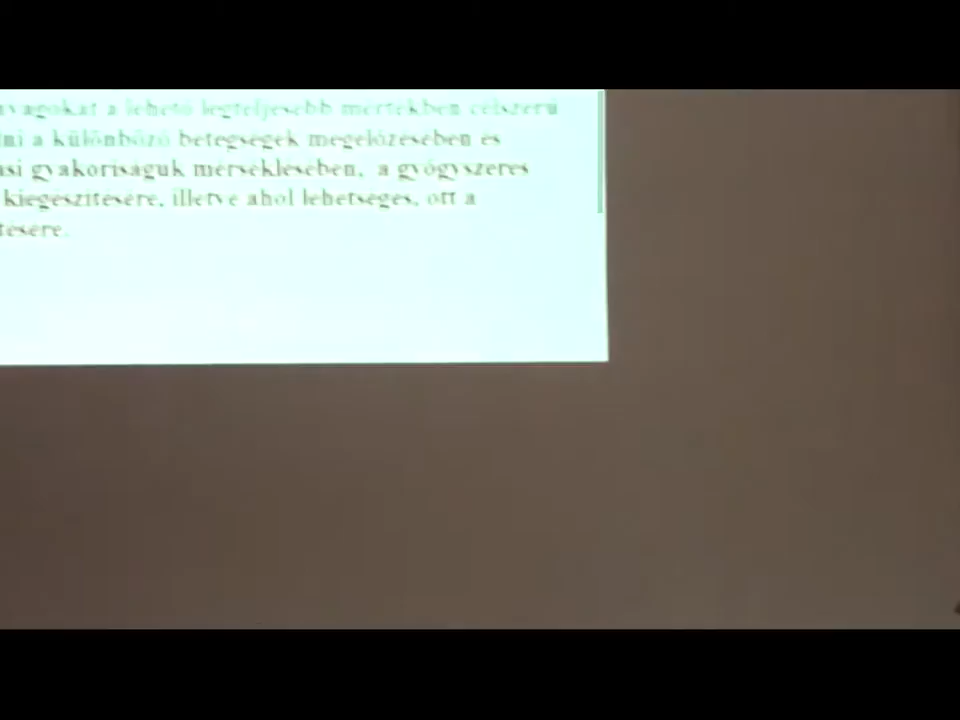 nyagokat a lehető legteljesebb mértékben célszerű
ni a különböző betegségek megelőzésében és
ási gyakoriságuk mérséklésében, a gyógyszeres
kiegészítésére, illetve ahol lehetséges, ott a
tésére.